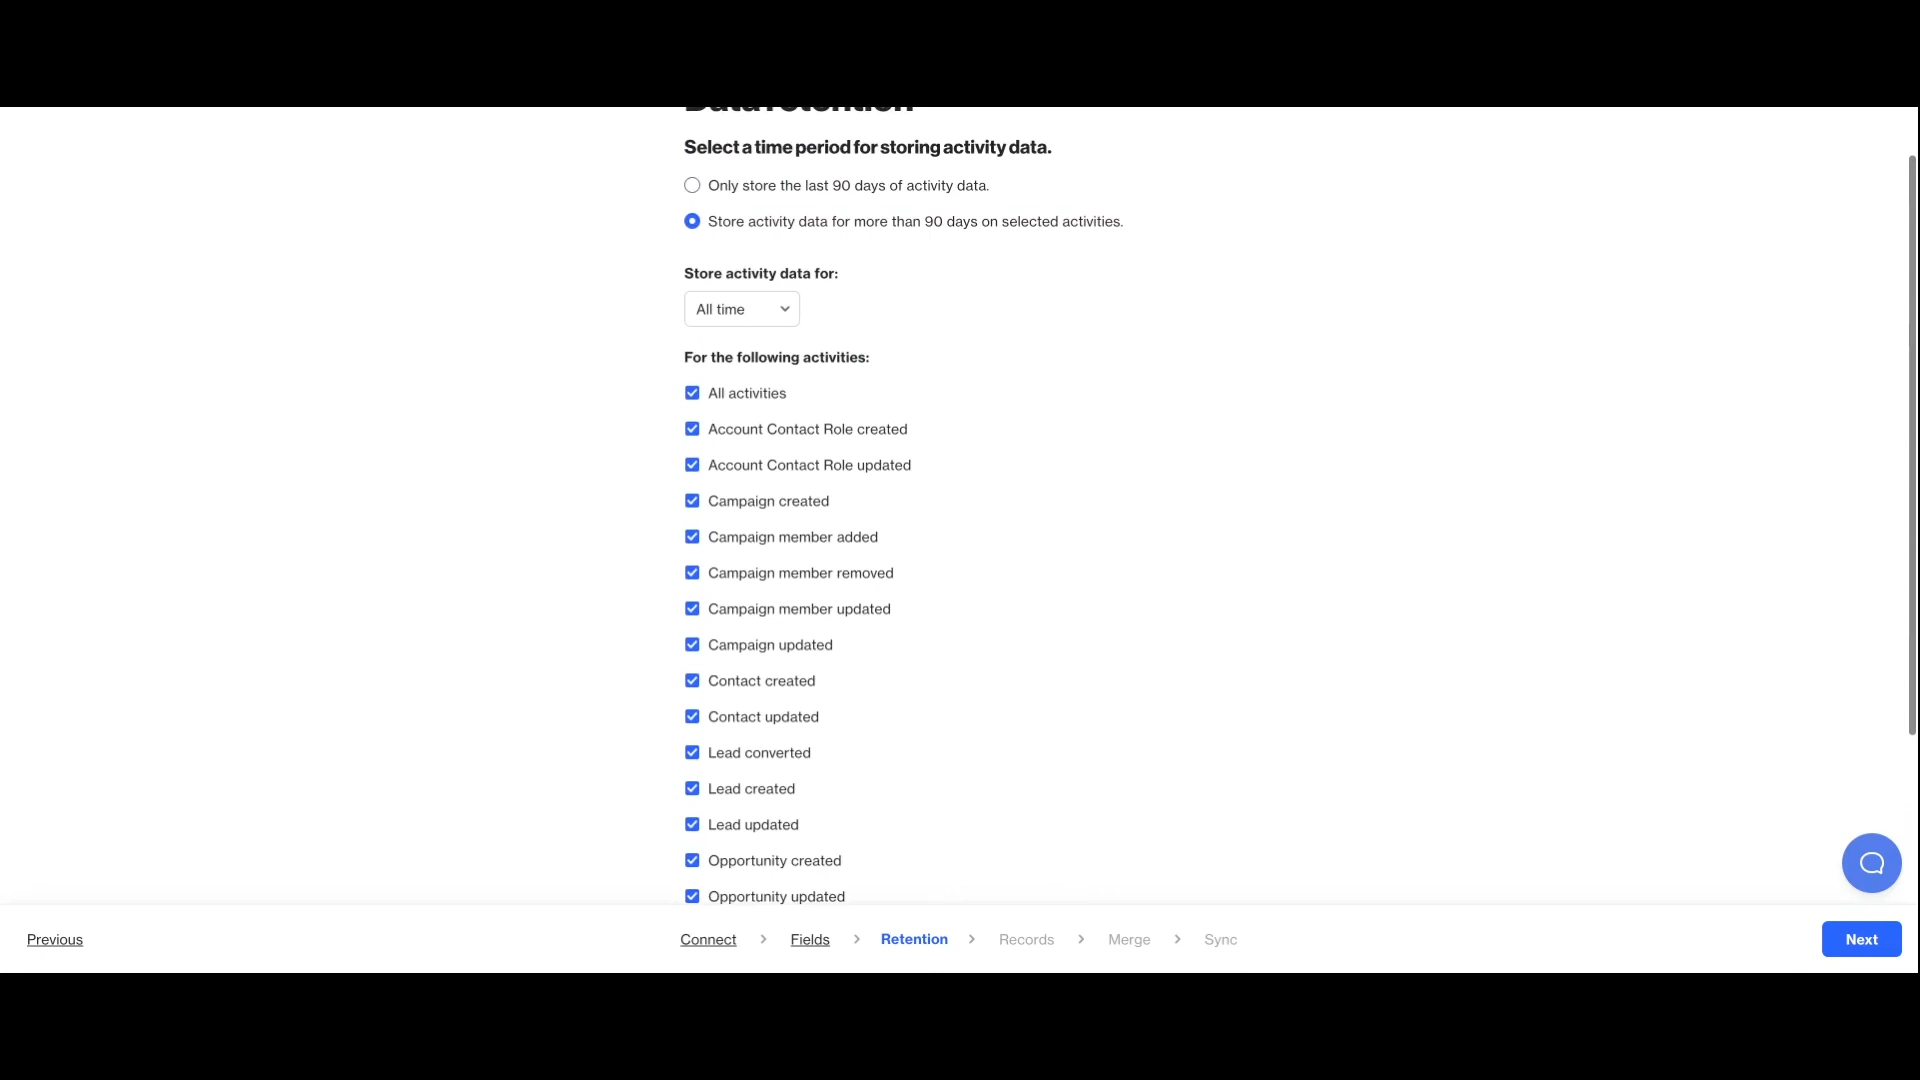 Data retention
Select a time period for storing activity data.
Only store the last 90 days of activity data.
Store activity data for more than 90 days on selected activities.
Store activity data for:
All time
For the following activities:
All activities
Account Contact Role created
Account Contact Role updated
Campaign created
Campaign member added
Campaign member removed
Campaign member updated
Campaign updated
Contact created
Contact updated
Lead converted
Lead created
Lead updated
Opportunity created
Opportunity updated
Previous Connect > Fields > Retention > Records > Merge > Sync Next